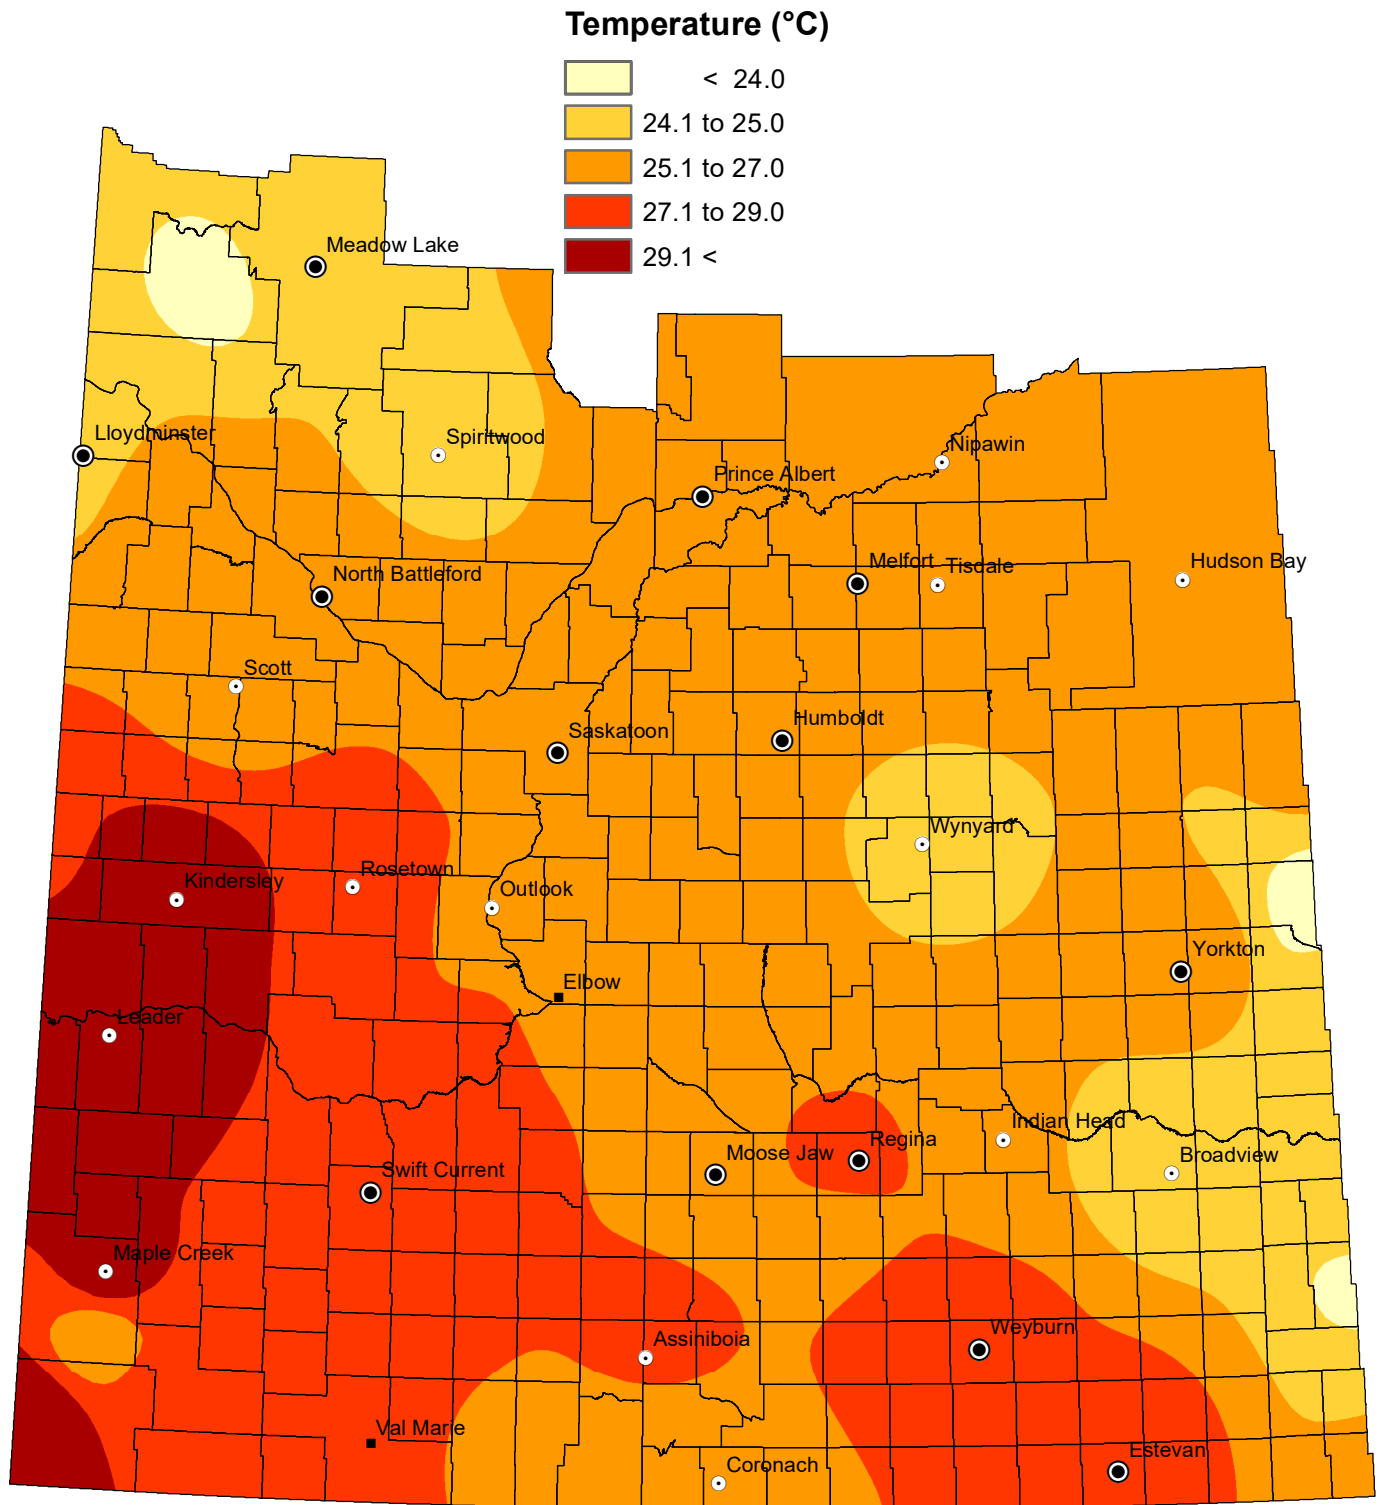 Temperature (°C)
< 24.0
24.1 to 25.0
25.1 to 27.0
27.1 to 29.0
29.1 <
Meadow Lake
Lloydminster
Spiritwood
Nipawin
Prince Albert
Melfort
Tisdale
Hudson Bay
North Battleford
Scott
Saskatoon
Humboldt
Wynyard
Kindersley
Rosetown
Outlook
Yorkton
Elbow
Leader
Indian Head
Regina
Moose Jaw
Broadview
Swift Current
Maple Creek
Weyburn
Assiniboia
Val Marie
Estevan
Coronach